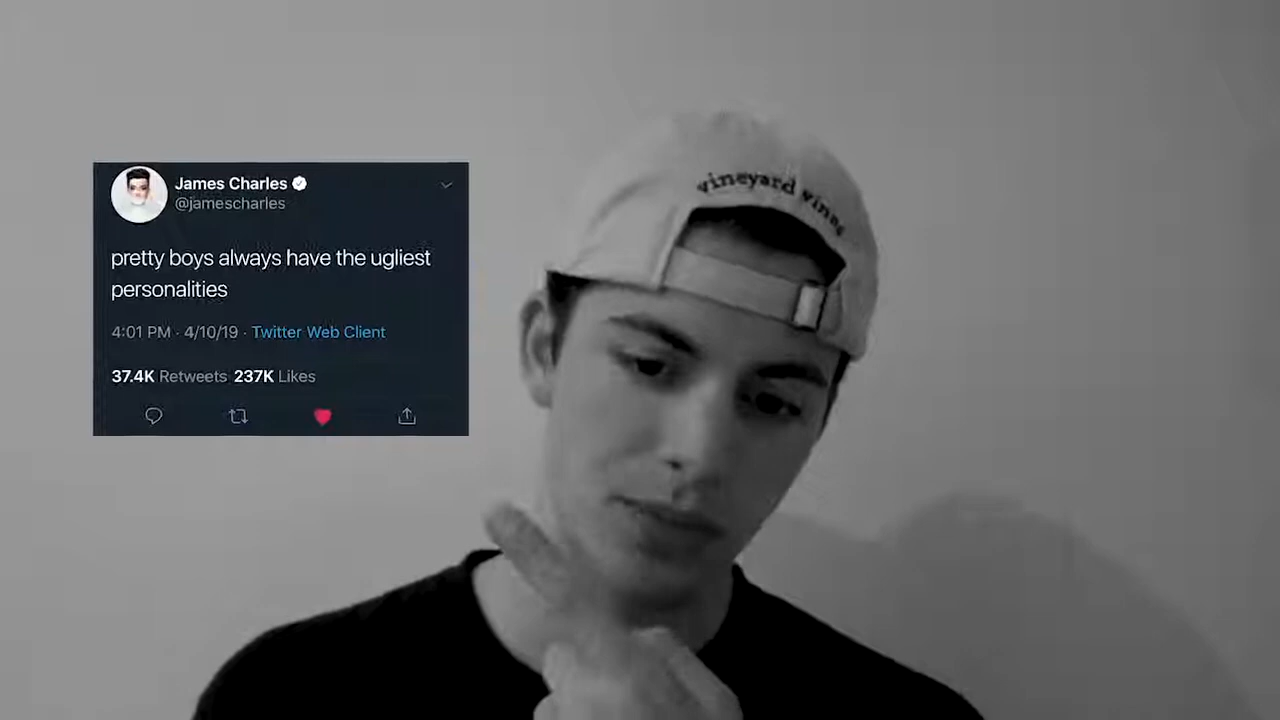 James Charles
@jamescharles
pretty boys always have the ugliest
personalities
4:01 PM · 4/10/19 · Twitter Web Client
37.4K Retweets 237K Likes
vineyard vines